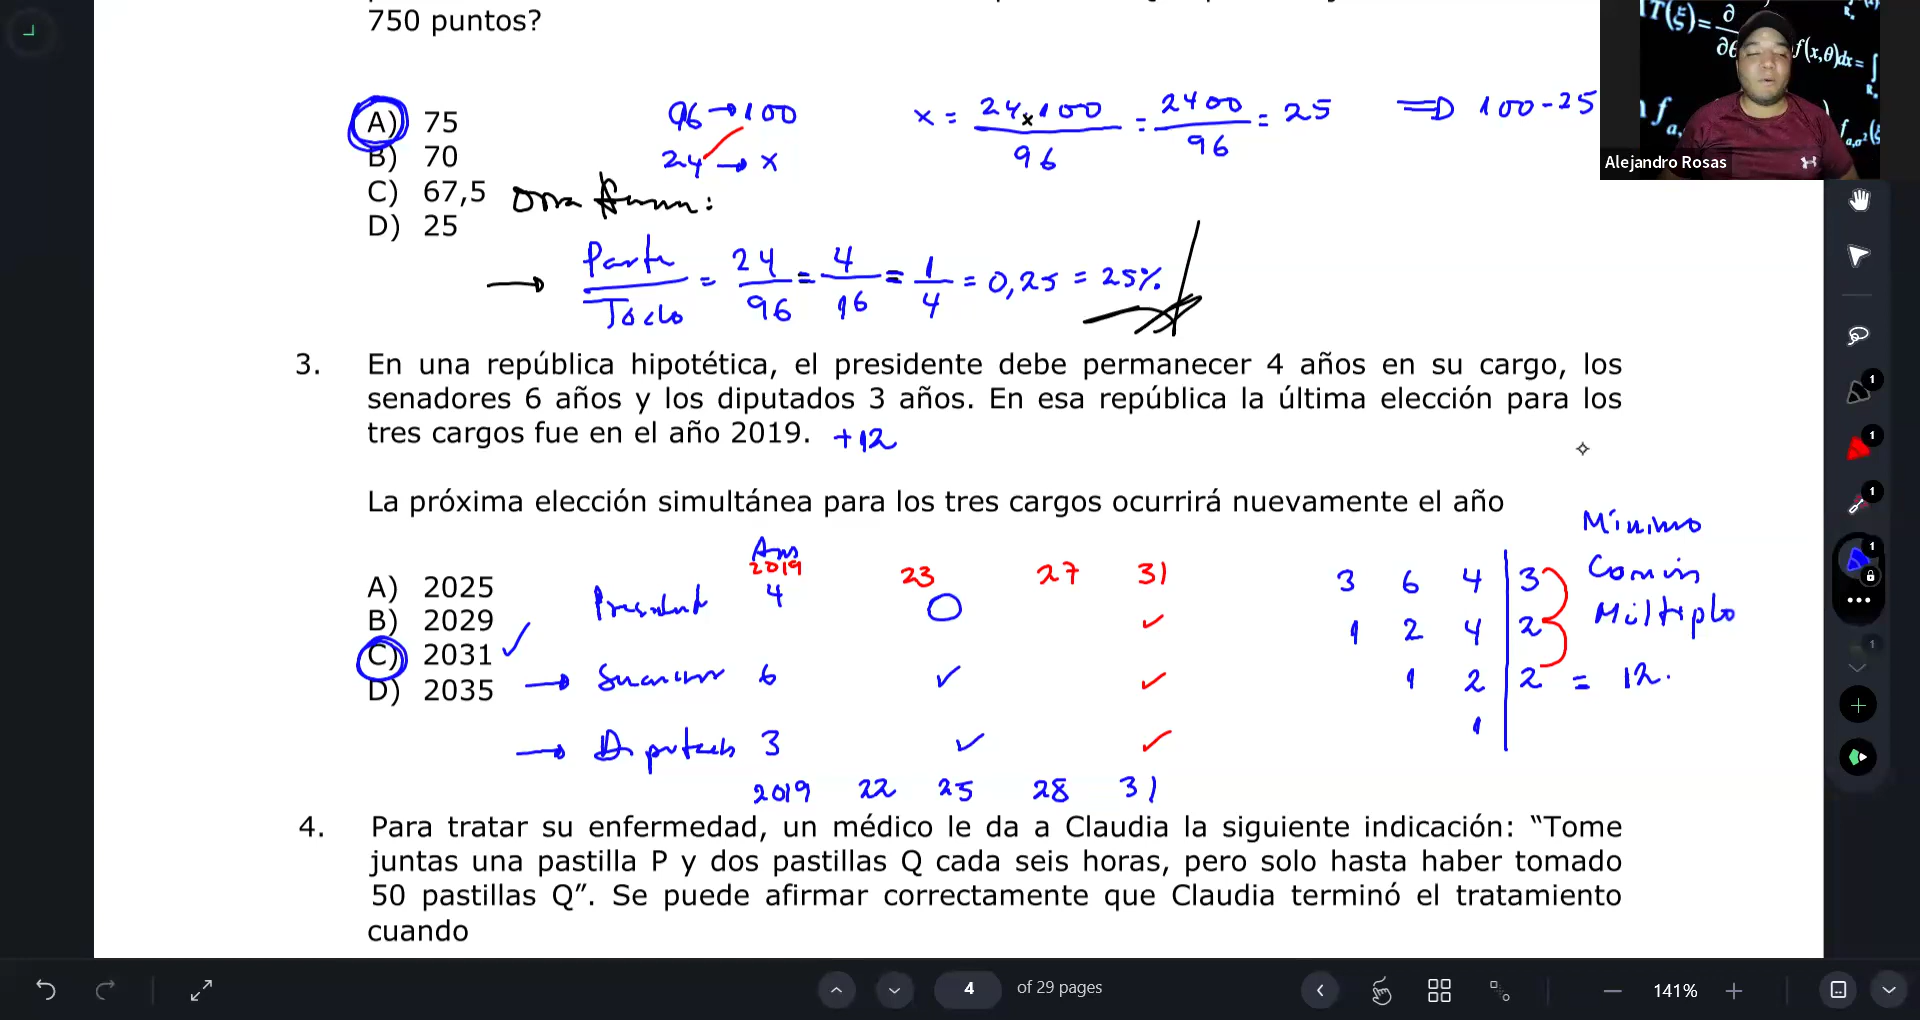 750 puntos?
T(ξ)= ∂
∂θ
f(x,θ)dx = ∫
A) 75
B) 70
C) 67,5
D) 25
96 → 100
24 → x
x = 24 x 100 / 96 = 2400 / 96 = 25 ⇒ 100 - 25
Alejandro Rosas
Otra forma:
→ Parte / Todo = 24 / 96 = 4 / 16 = 1 / 4 = 0,25 = 25%
3. En una república hipotética, el presidente debe permanecer 4 años en su cargo, los
senadores 6 años y los diputados 3 años. En esa república la última elección para los
tres cargos fue en el año 2019. +12
La próxima elección simultánea para los tres cargos ocurrirá nuevamente el año
A) 2025
B) 2029
C) 2031 ✓
D) 2035
2019 23 27 31
4 ✓
6 ✓ ✓
→ Diputados 3 ✓ ✓
2019 22 25 28 31
Mínimo
Común
Múltiplo
3 6 4 | 3
1 2 4 | 2
1 2 | 2 = 12.
1
4. Para tratar su enfermedad, un médico le da a Claudia la siguiente indicación: “Tome
juntas una pastilla P y dos pastillas Q cada seis horas, pero solo hasta haber tomado
50 pastillas Q”. Se puede afirmar correctamente que Claudia terminó el tratamiento
cuando
4 of 29 pages
141%